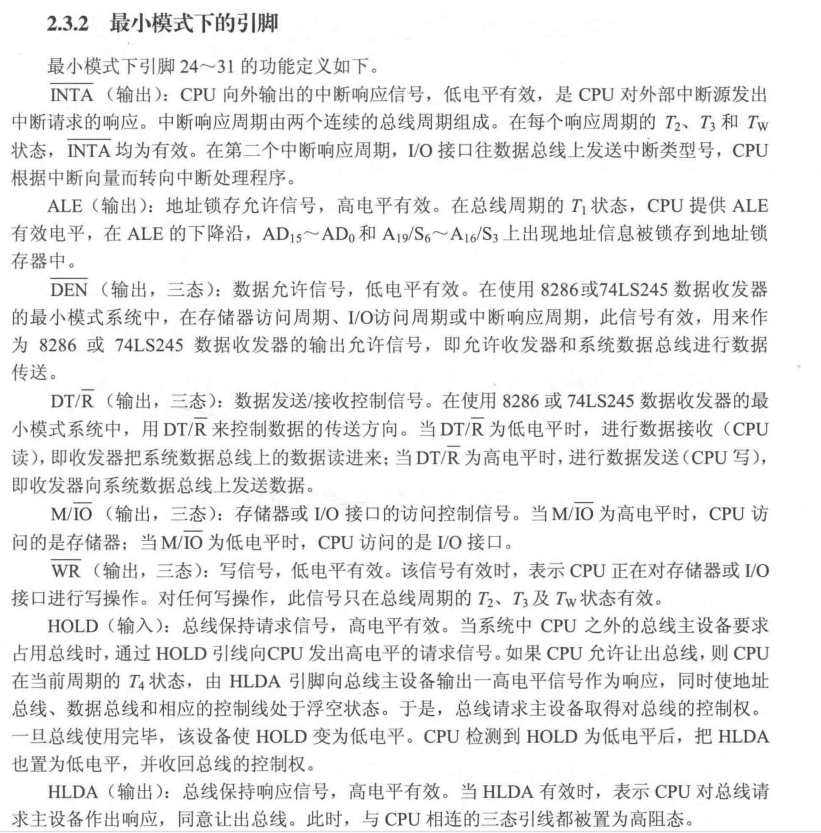 2.3.2 最小模式下的引脚
最小模式下引脚 24～31 的功能定义如下。
INTA（输出）：CPU 向外输出的中断响应信号，低电平有效，是 CPU 对外部中断源发出
中断请求的响应。中断响应周期由两个连续的总线周期组成。在每个响应周期的 T₂、T₃ 和 Tw
状态，INTA 均为有效。在第二个中断响应周期，I/O 接口往数据总线上发送中断类型号，CPU
根据中断向量而转向中断处理程序。
ALE（输出）：地址锁存允许信号，高电平有效。在总线周期的 T₁ 状态，CPU 提供 ALE
有效电平，在 ALE 的下降沿，AD₁₅～AD₀ 和 A₁₉/S₆～A₁₆/S₃ 上出现地址信息被锁存到地址锁
存器中。
DEN（输出，三态）：数据允许信号，低电平有效。在使用 8286或74LS245 数据收发器
的最小模式系统中，在存储器访问周期、I/O访问周期或中断响应周期，此信号有效，用来作
为 8286 或 74LS245 数据收发器的输出允许信号，即允许收发器和系统数据总线进行数据
传送。
DT/R（输出，三态）：数据发送/接收控制信号。在使用 8286 或 74LS245 数据收发器的最
小模式系统中，用 DT/R 来控制数据的传送方向。当 DT/R 为低电平时，进行数据接收（CPU
读），即收发器把系统数据总线上的数据读进来；当 DT/R 为高电平时，进行数据发送（CPU 写），
即收发器向系统数据总线上发送数据。
M/IO（输出，三态）：存储器或 I/O 接口的访问控制信号。当 M/IO 为高电平时，CPU 访
问的是存储器；当 M/IO 为低电平时，CPU 访问的是 I/O 接口。
WR（输出，三态）：写信号，低电平有效。该信号有效时，表示 CPU 正在对存储器或 I/O
接口进行写操作。对任何写操作，此信号只在总线周期的 T₂、T₃ 及 Tw 状态有效。
HOLD（输入）：总线保持请求信号，高电平有效。当系统中 CPU 之外的总线主设备要求
占用总线时，通过 HOLD 引线向CPU 发出高电平的请求信号。如果 CPU 允许让出总线，则 CPU
在当前周期的 T₄ 状态，由 HLDA 引脚向总线主设备输出一高电平信号作为响应，同时使地址
总线、数据总线和相应的控制线处于浮空状态。于是，总线请求主设备取得对总线的控制权。
一旦总线使用完毕，该设备使 HOLD 变为低电平。CPU 检测到 HOLD 为低电平后，把 HLDA
也置为低电平，并收回总线的控制权。
HLDA（输出）：总线保持响应信号，高电平有效。当 HLDA 有效时，表示 CPU 对总线请
求主设备作出响应，同意让出总线。此时，与 CPU 相连的三态引线都被置为高阻态。